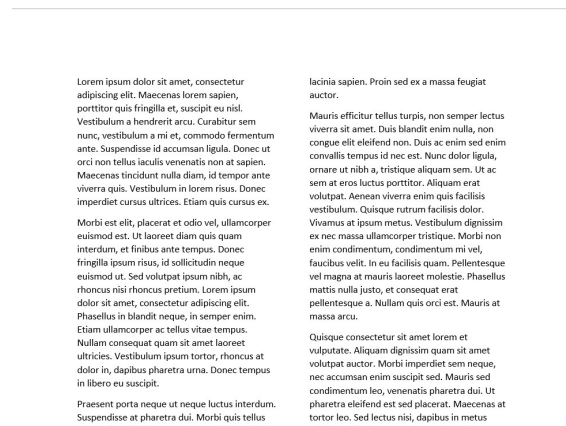 Lorem ipsum dolor sit amet, consectetur
adipiscing elit. Maecenas lorem sapien,
porttitor quis fringilla et, suscipit eu nisl.
Vestibulum a hendrerit arcu. Curabitur sem
nunc, vestibulum a mi et, commodo fermentum
ante. Suspendisse id accumsan ligula. Donec ut
orci non tellus iaculis venenatis non at sapien.
Maecenas tincidunt nulla diam, id tempor ante
viverra quis. Vestibulum in lorem risus. Donec
imperdiet cursus ultrices. Etiam quis cursus ex.
Morbi est elit, placerat et odio vel, ullamcorper
euismod est. Ut laoreet diam quis quam
interdum, et finibus ante tempus. Donec
fringilla ipsum risus, id sollicitudin neque
euismod ut. Sed volutpat ipsum nibh, ac
rhoncus nisi rhoncus pretium. Lorem ipsum
dolor sit amet, consectetur adipiscing elit.
Phasellus in blandit neque, in semper enim.
Etiam ullamcorper ac tellus vitae tempus.
Nullam consequat quam sit amet laoreet
ultricies. Vestibulum ipsum tortor, rhoncus at
dolor in, dapibus pharetra urna. Donec tempus
in libero eu suscipit.
Praesent porta neque ut neque luctus interdum.
Suspendisse at pharetra dui. Morbi quis tellus
lacinia sapien. Proin sed ex a massa feugiat
auctor.
Mauris efficitur tellus turpis, non semper lectus
viverra sit amet. Duis blandit enim nulla, non
congue elit eleifend non. Duis ac enim sed enim
convallis tempus id nec est. Nunc dolor ligula,
ornare ut nibh a, tristique aliquam sem. Ut ac
sem at eros luctus porttitor. Aliquam erat
volutpat. Aenean viverra enim quis facilisis
vestibulum. Quisque rutrum facilisis dolor.
Vivamus at ipsum metus. Vestibulum dignissim
ex nec massa ullamcorper tristique. Morbi non
enim condimentum, condimentum mi vel,
faucibus velit. In eu facilisis quam. Pellentesque
vel magna at mauris laoreet molestie. Phasellus
mattis nulla justo, et consequat erat
pellentesque a. Nullam quis orci est. Mauris at
massa arcu.
Quisque consectetur sit amet lorem et
vulputate. Aliquam dignissim quam sit amet
volutpat auctor. Morbi imperdiet sem neque,
nec accumsan enim suscipit sed. Mauris sed
condimentum leo, venenatis pharetra dui. Ut
pharetra eleifend est sed placerat. Maecenas at
tortor leo. Sed lectus nisi, dapibus in metus